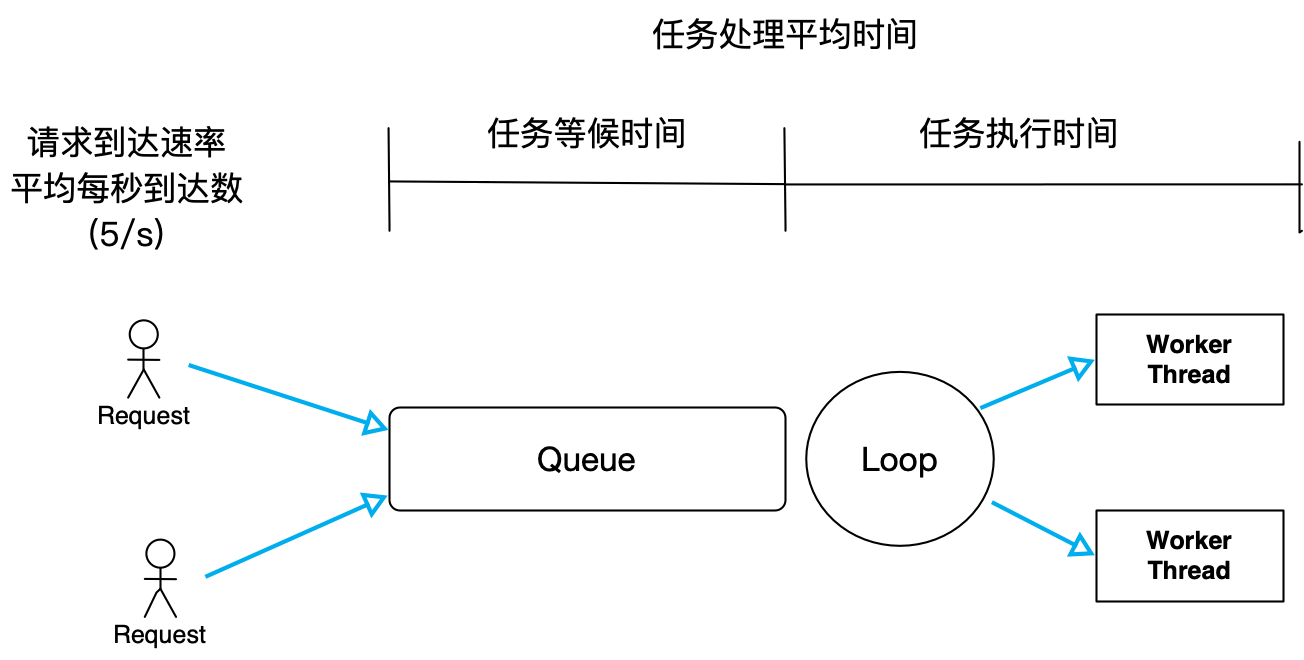 任务处理平均时间
请求到达速率
平均每秒到达数
(5/s)
任务等候时间
任务执行时间
Request
Request
Queue
Loop
Worker
Thread
Worker
Thread